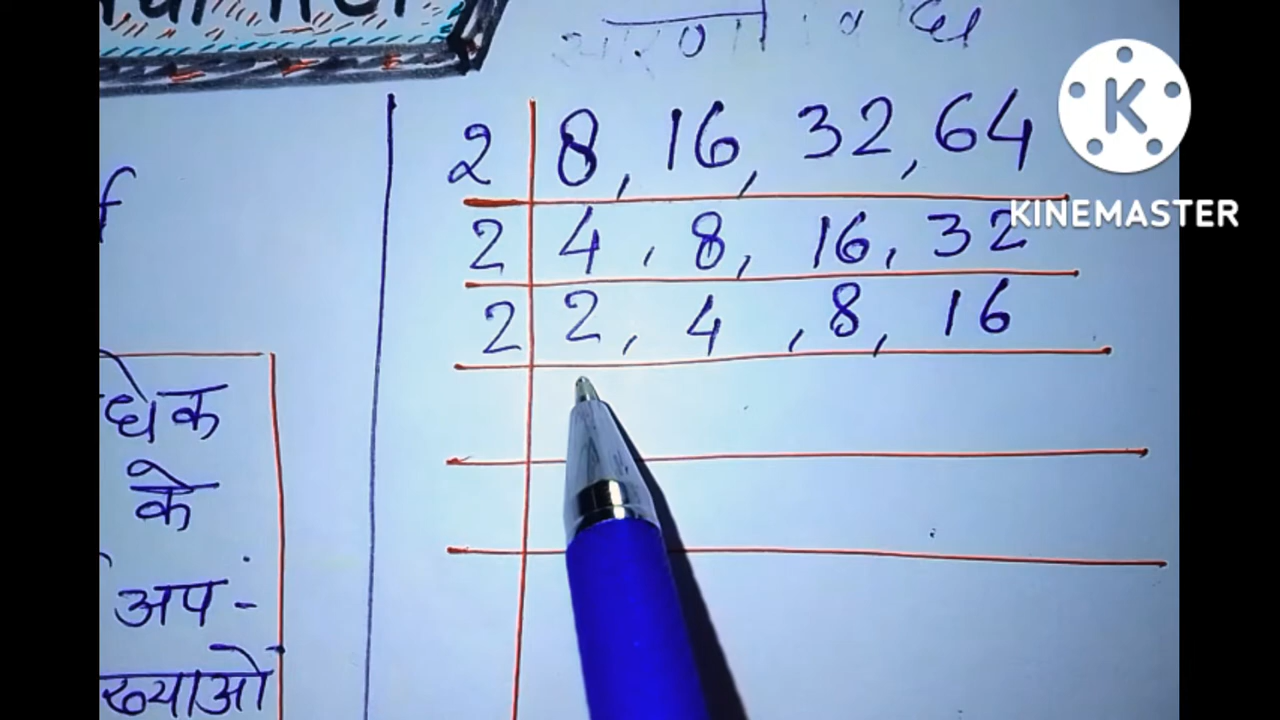 2 8, 16, 32, 64
KINEMASTER
2 4, 8, 16, 32
2 2, 4, 8, 16
धिक
के
अप-
ख्याओं